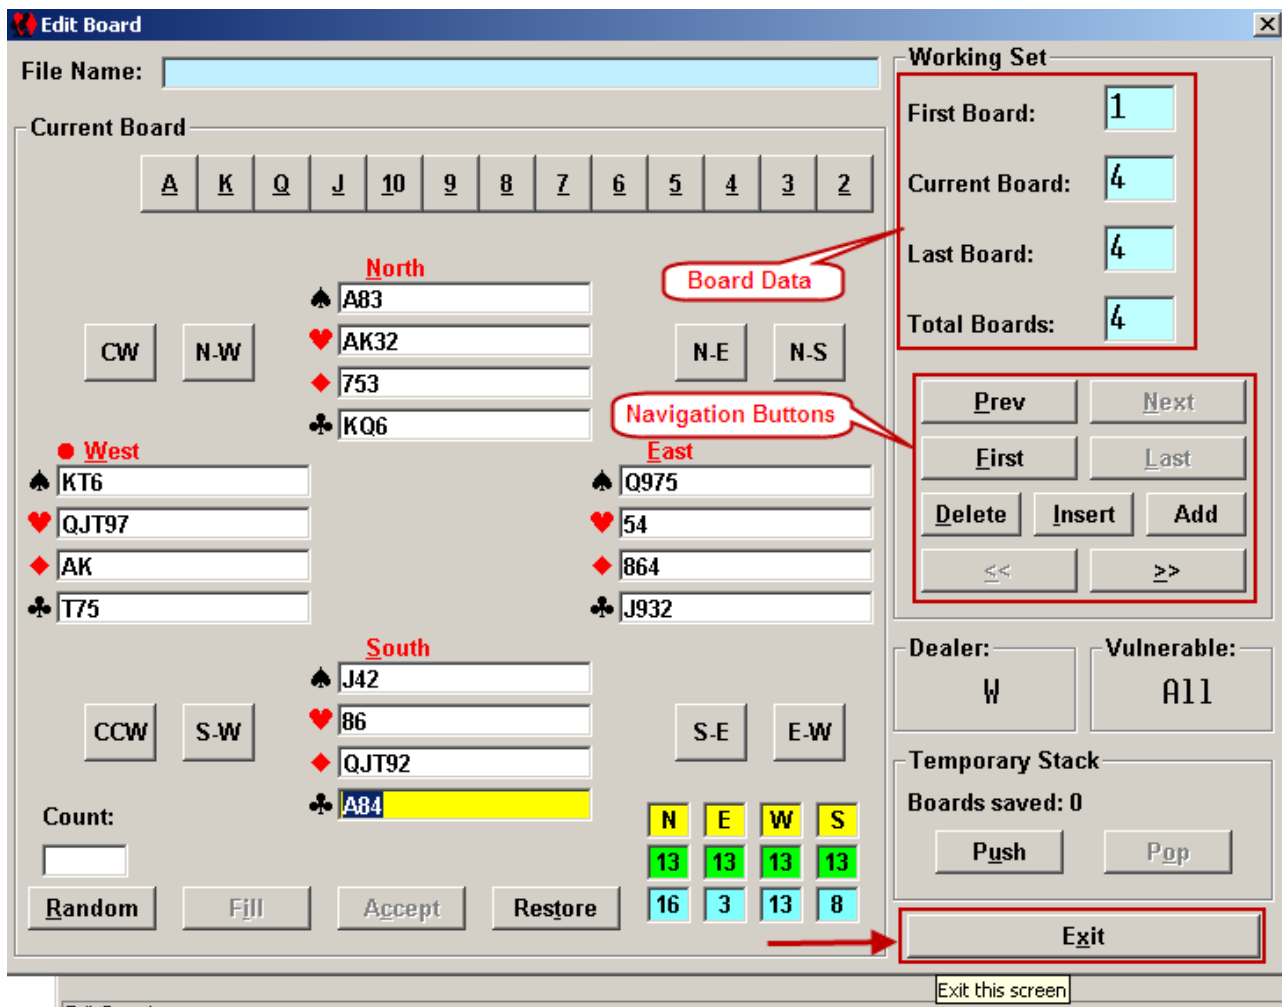 Edit Board
File Name:
Working Set
First Board: 1
Current Board: 4
Last Board: 4
Total Boards: 4
Board Data
Current Board
A K Q J 10 9 8 7 6 5 4 3 2
North
A83
AK32
753
KQ6
CW N-W
N-E N-S
Navigation Buttons
Prev Next
First Last
Delete Insert Add
<< >>
West
KT6
QJT97
AK
T75
East
Q975
54
864
J932
South
J42
86
QJT92
A84
CCW S-W
S-E E-W
Dealer:
W
Vulnerable:
All
Temporary Stack
Boards saved: 0
Push Pop
Count:
N E W S
13 13 13 13
16 3 13 8
Random Fill Accept Restore
Exit
Exit this screen